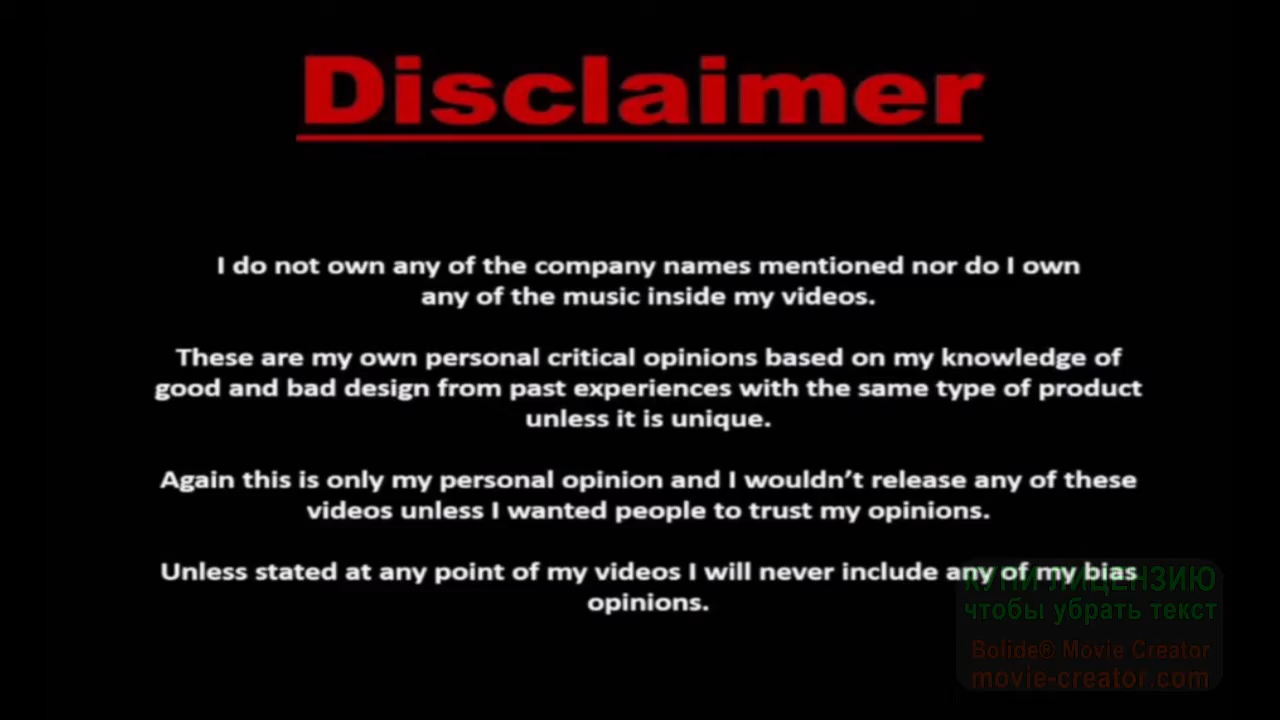 Disclaimer
I do not own any of the company names mentioned nor do I own
any of the music inside my videos.
These are my own personal critical opinions based on my knowledge of
good and bad design from past experiences with the same type of product
unless it is unique.
Again this is only my personal opinion and I wouldn’t release any of these
videos unless I wanted people to trust my opinions.
Unless stated at any point of my videos I will never include any of my bias
opinions.
КУПИ ЛИЦЕНЗИЮ
чтобы убрать текст
Bolide® Movie Creator
movie-creator.com